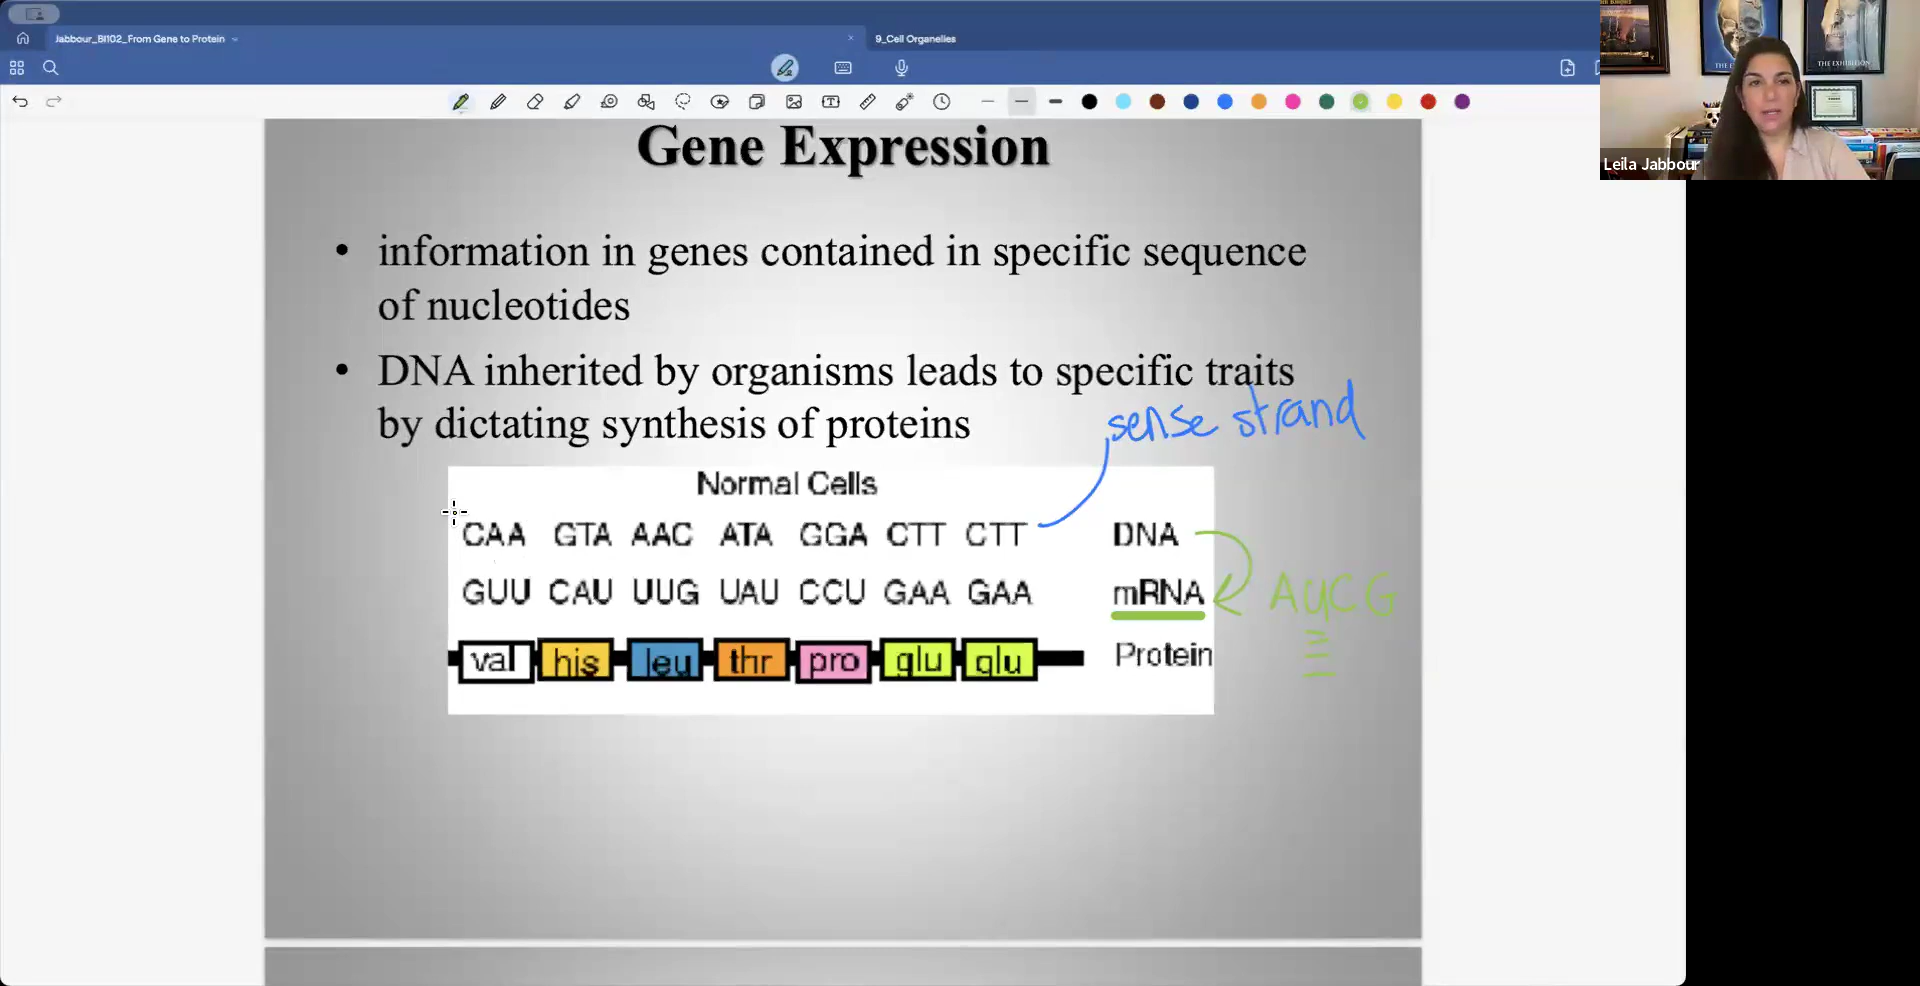 Jabbour_BI102_From Gene to Protein
9_Cell Organelles
THE EXHIBITION
Leila Jabbour
Gene Expression
• information in genes contained in specific sequence
of nucleotides
• DNA inherited by organisms leads to specific traits
by dictating synthesis of proteins
sense strand
Normal Cells
CAA GTA AAC ATA GGA CTT CTT DNA
GUU CAU UUG UAU CCU GAA GAA mRNA AUCG
val his leu thr pro glu glu Protein